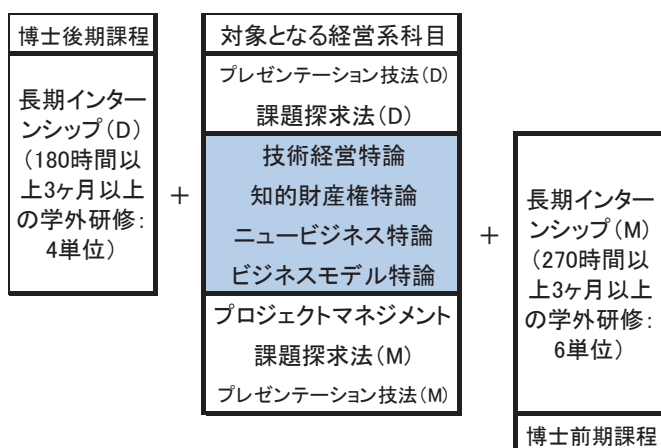 博士後期課程
長期インター
ンシップ(D)
(180時間以
上3ヶ月以上
の学外研修:
4単位)
+
対象となる経営系科目
プレゼンテーション技法(D)
課題探求法(D)
技術経営特論
知的財産権特論
ニュービジネス特論
ビジネスモデル特論
プロジェクトマネジメント
課題探求法(M)
プレゼンテーション技法(M)
+
長期インター
ンシップ(M)
(270時間以
上3ヶ月以上
の学外研修:
6単位)
博士前期課程